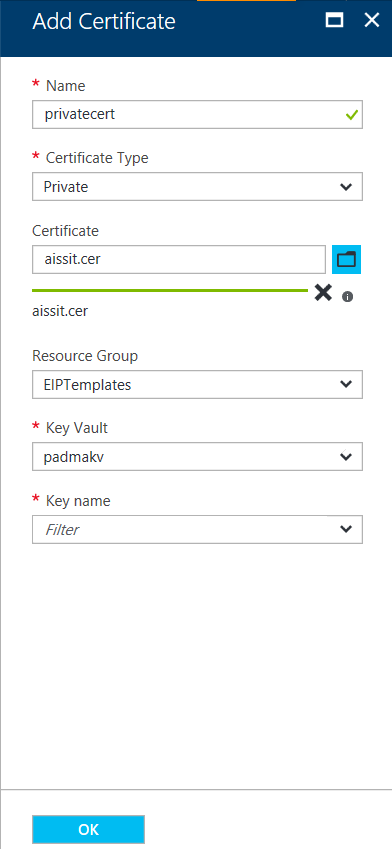 Add Certificate
* Name
privatecert
* Certificate Type
Private
Certificate
aissit.cer
aissit.cer
Resource Group
EIPTemplates
* Key Vault
padmakv
* Key name
Filter
OK